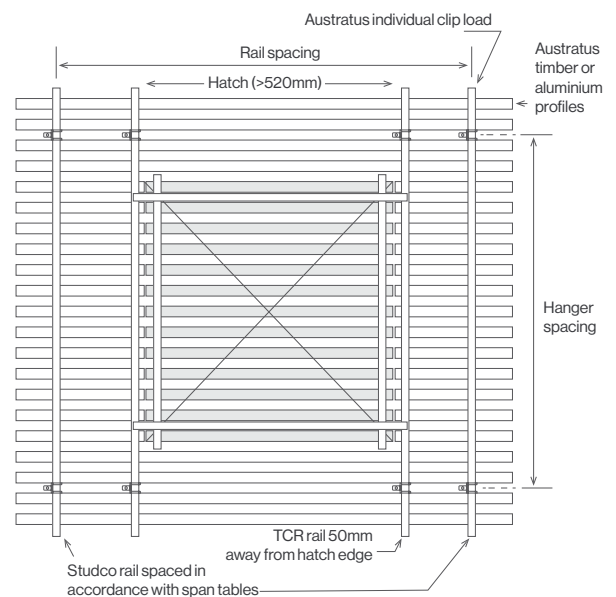 Austratus individual clip load
Rail spacing
Hatch (>520mm)
Austratus
timber or
aluminium
profiles
Hanger
spacing
TCR rail 50mm
away from hatch edge
Studco rail spaced in
accordance with span tables